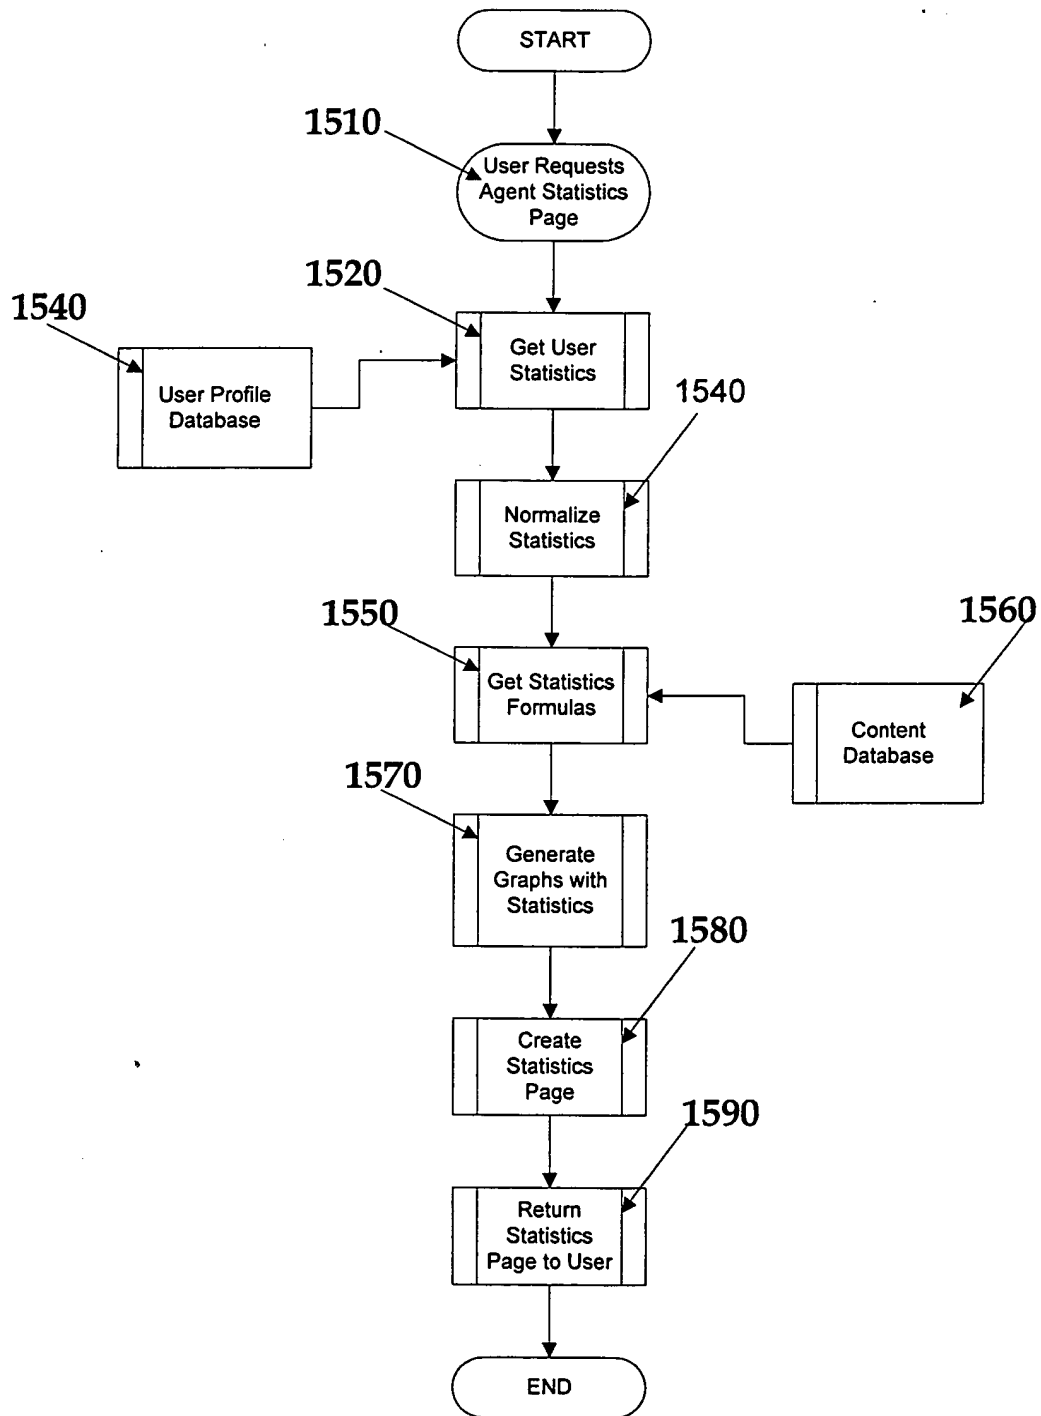 START
1510
User Requests
Agent Statistics
Page
1520
1540
Get User
Statistics
User Profile
Database
1540
Normalize
Statistics
1550
1560
Get Statistics
Formulas
Content
Database
1570
Generate
Graphs with
Statistics
1580
Create
Statistics
Page
1590
Return
Statistics
Page to User
END